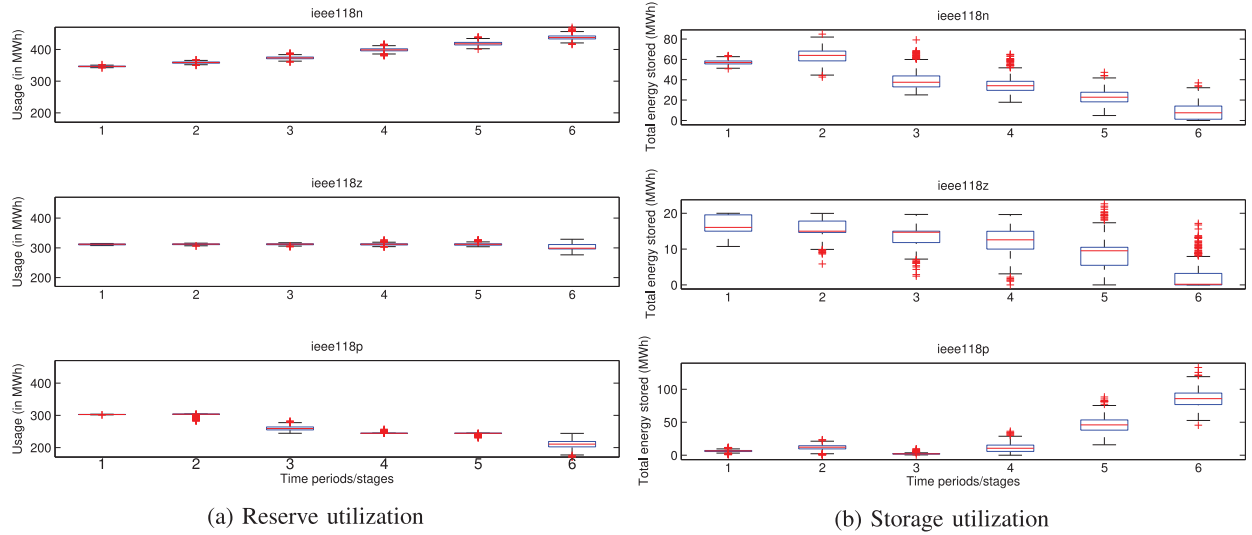 ieee118n
Usage (in MWh)
400
300
200
1 2 3 4 5 6
ieee118z
Usage (in MWh)
400
300
200
1 2 3 4 5 6
ieee118p
Usage (in MWh)
400
300
200
1 2 3 4 5 6
Time periods/stages
(a) Reserve utilization
ieee118n
Total energy stored (MWh)
80
60
40
20
0
1 2 3 4 5 6
ieee118z
Total energy stored (MWh)
20
10
0
1 2 3 4 5 6
ieee118p
Total energy stored (MWh)
100
50
0
1 2 3 4 5 6
Time periods/stages
(b) Storage utilization